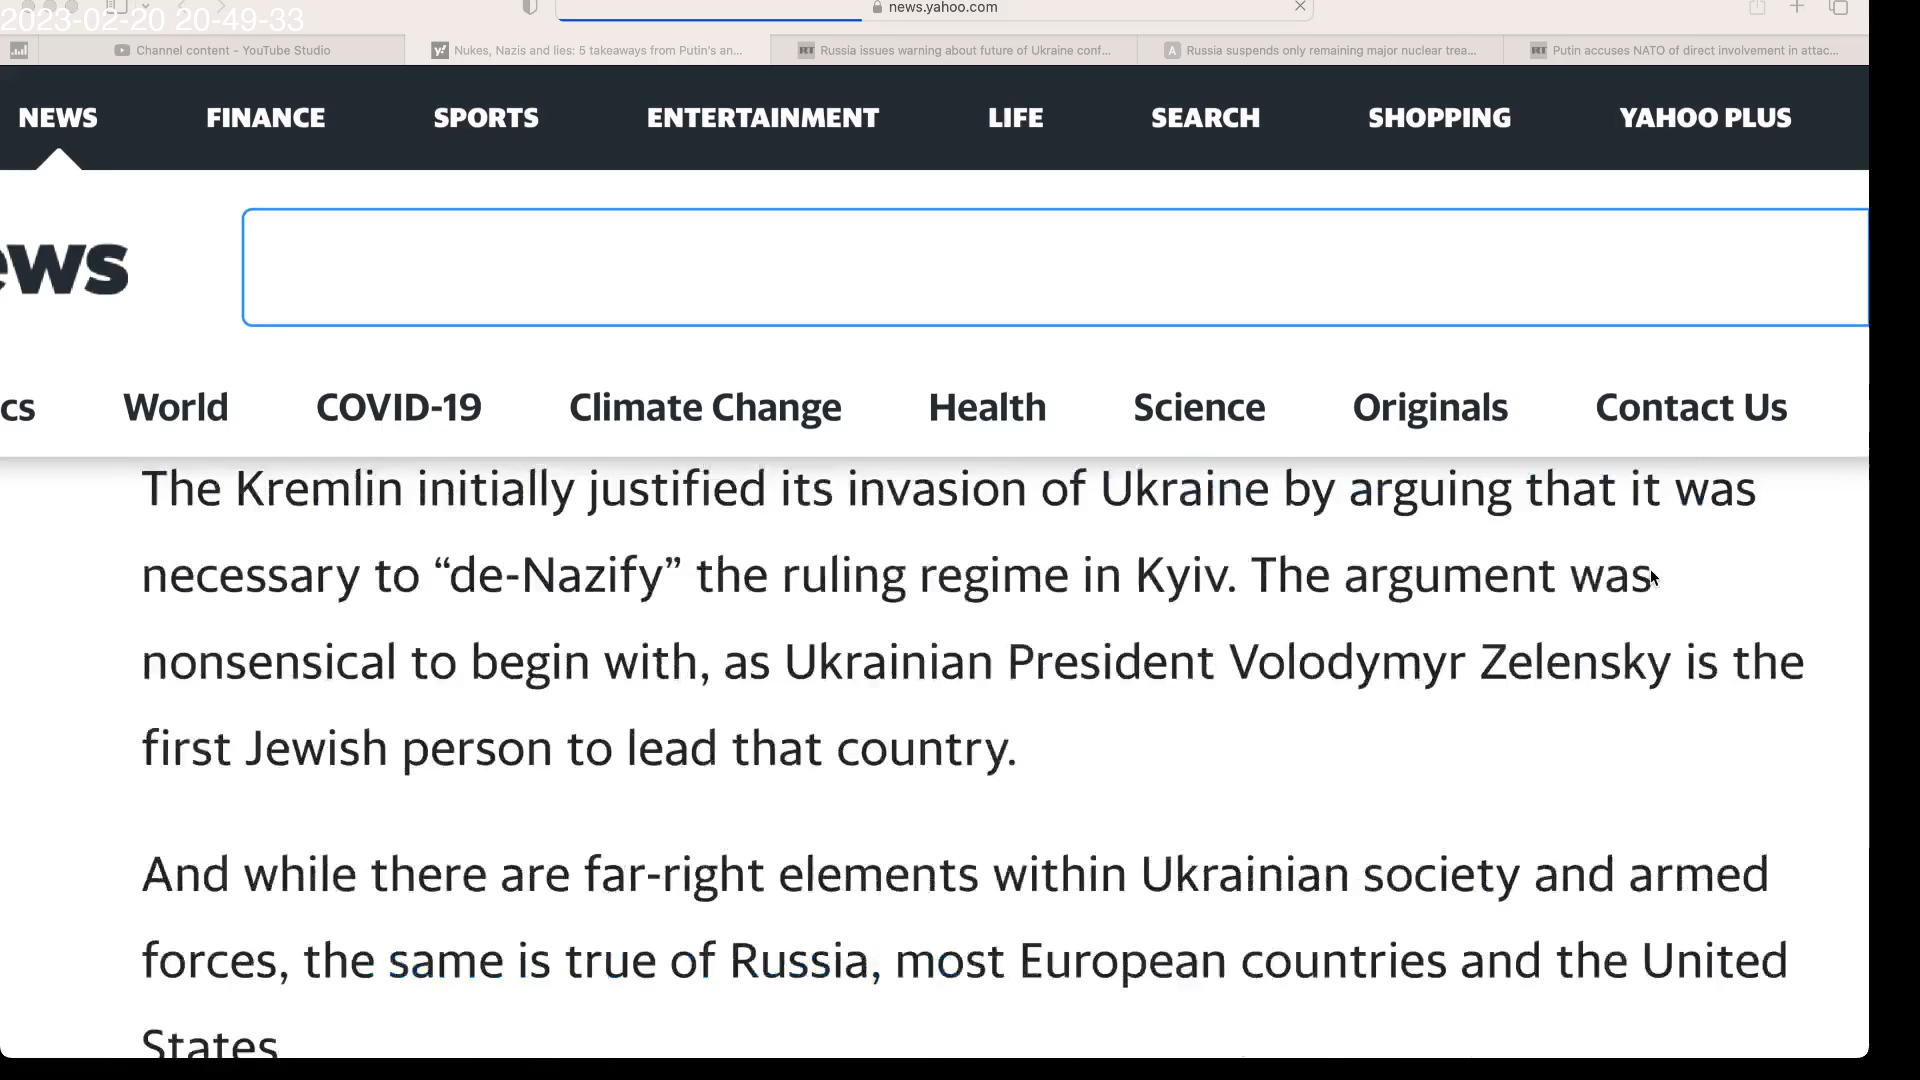 2023-02-20 20-49-33
news.yahoo.com
Channel content - YouTube Studio
y!
Nukes, Nazis and lies: 5 takeaways from Putin's an...
RT
Russia issues warning about future of Ukraine conf...
A
Russia suspends only remaining major nuclear trea...
RT
Putin accuses NATO of direct involvement in attac...
NEWS FINANCE SPORTS ENTERTAINMENT LIFE SEARCH SHOPPING YAHOO PLUS
ews
cs World COVID-19 Climate Change Health Science Originals Contact Us
The Kremlin initially justified its invasion of Ukraine by arguing that it was
necessary to “de-Nazify” the ruling regime in Kyiv. The argument was
nonsensical to begin with, as Ukrainian President Volodymyr Zelensky is the
first Jewish person to lead that country.
And while there are far-right elements within Ukrainian society and armed
forces, the same is true of Russia, most European countries and the United
States